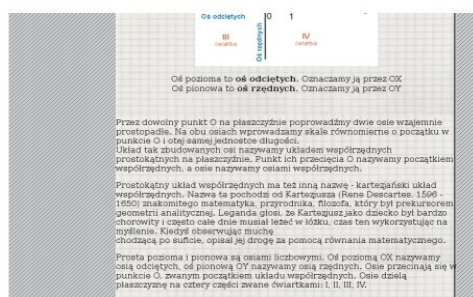 Oś odciętych
0 1
III
ćwiartka
IV
ćwiartka
Oś rzędnych
Oś pozioma to oś odciętych. Oznaczamy ją przez OX
Oś pionowa to oś rzędnych. Oznaczamy ją przez OY
Przez dowolny punkt O na płaszczyźnie poprowadźmy dwie osie wzajemnie
prostopadłe. Na obu osiach wprowadzamy skale równomierne o początku w
punkcie O i otej samej jednostce długości.
Układ tak zbudowanych osi nazywamy układem współrzędnych
prostokątnych na płaszczyźnie. Punkt ich przecięcia O nazywamy początkiem
współrzędnych, a osie nazywamy osiami współrzędnych.
Prostokątny układ współrzędnych ma też inną nazwę - kartezjański układ
współrzędnych. Nazwa ta pochodzi od Kartezjusza (Rene Descartes, 1596 -
1650) znakomitego matematyka, przyrodnika, filozofa, który był prekursorem
geometrii analitycznej. Leganda głosi, że Kartezjusz jako dziecko był bardzo
chorowity i często całe dnie musiał leżeć w łóżku, czas ten wykorzystując na
myślenie. Kiedyś obserwując muchę
chodzącą po suficie, opisał jej drogę za pomocą równania matematycznego.
Prosta pozioma i pionowa są osiami liczbowymi. Oś poziomą OX nazywamy
osią odciętych, oś pionową OY nazywamy osią rzędnych. Osie przecinają się w
punkcie O, zwanym początkiem układu współrzędnych. Osie dzielą
płaszczyznę na cztery części zwane ćwiartkami: I, II, III, IV.